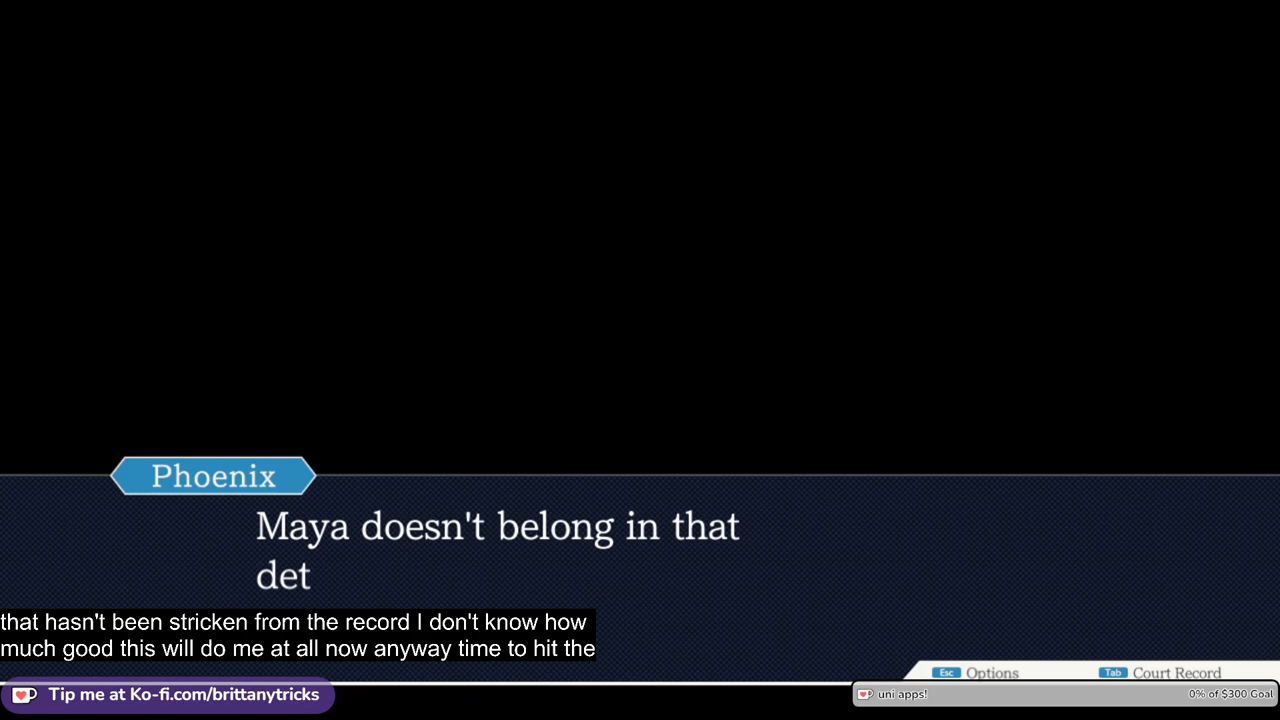 Phoenix
Maya doesn't belong in that
det
that hasn't been stricken from the record I don't know how
much good this will do me at all now anyway time to hit the
Esc Options Tab Court Record
Tip me at Ko-fi.com/brittanytricks
uni apps! 0% of $300 Goal